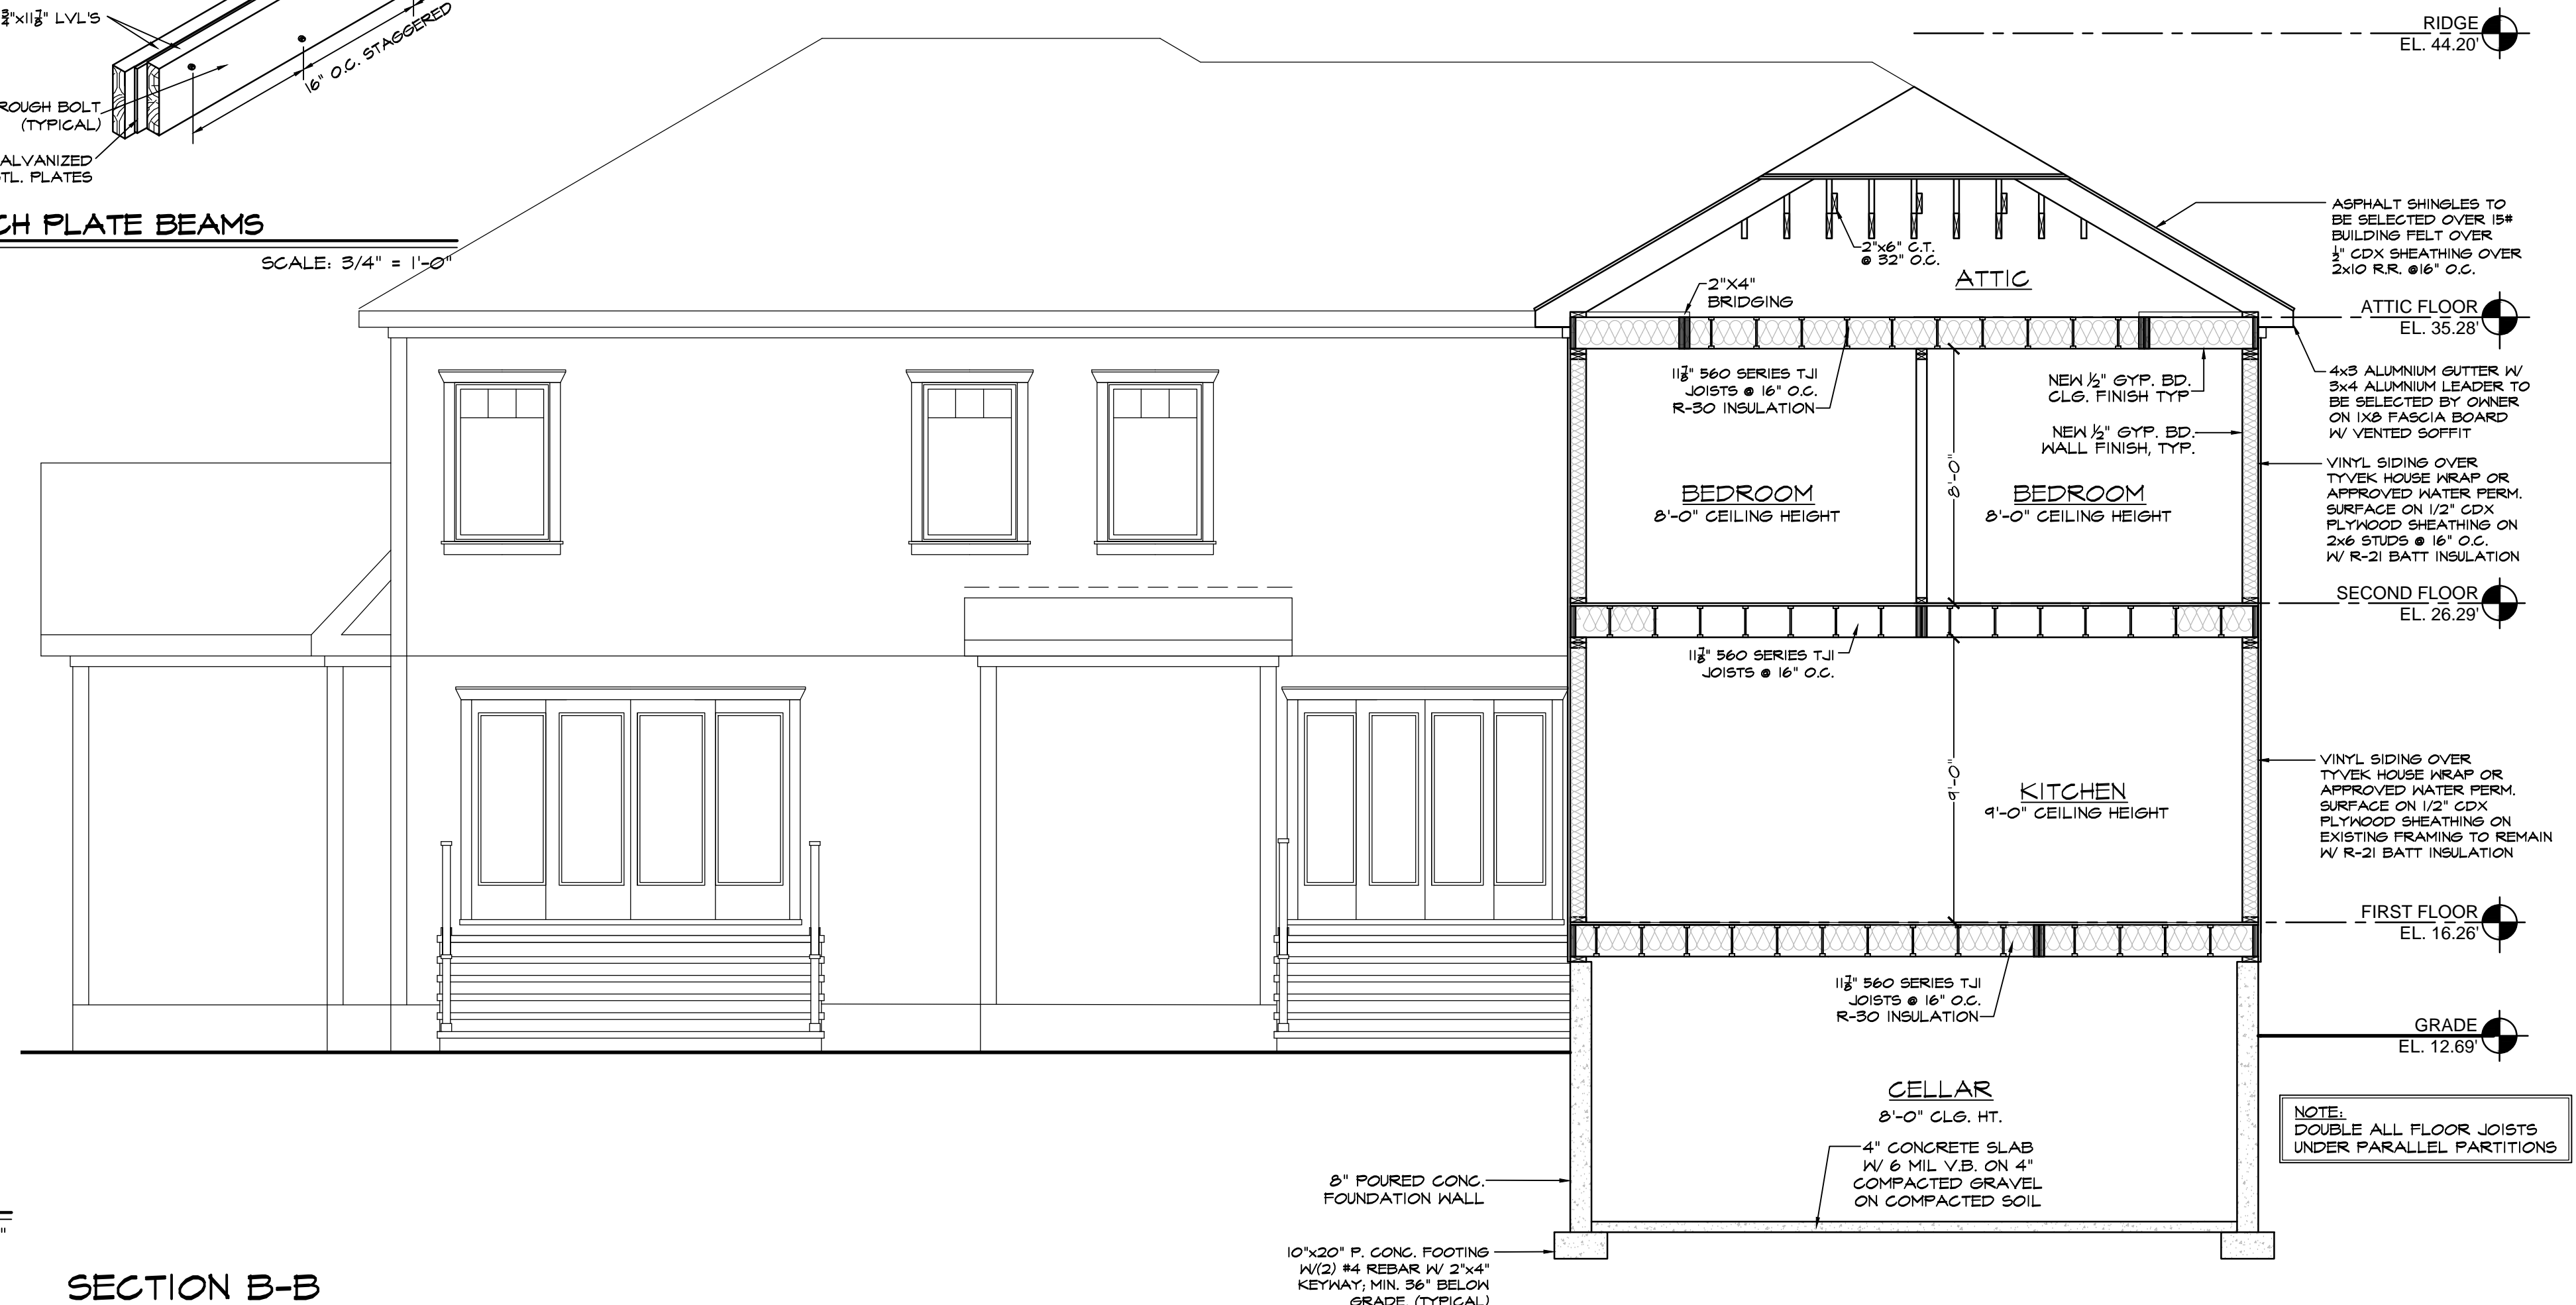 ¾"x11⅞" LVL'S
16" O.C. STAGGERED
ROUGH BOLT
(TYPICAL)
ALVANIZED
TL. PLATES
CH PLATE BEAMS
SCALE: 3/4" = 1'-0"
RIDGE
EL. 44.20'
ASPHALT SHINGLES TO
BE SELECTED OVER 15#
BUILDING FELT OVER
½" CDX SHEATHING OVER
2x10 R.R. @16" O.C.
2"x6" C.T.
@ 32" O.C.
ATTIC
2"X4"
BRIDGING
ATTIC FLOOR
EL. 35.28'
11⅞" 560 SERIES TJI
JOISTS @ 16" O.C.
R-30 INSULATION
NEW ½" GYP. BD.
CLG. FINISH TYP
NEW ½" GYP. BD.
WALL FINISH, TYP.
4x3 ALUMNIUM GUTTER W/
3x4 ALUMNIUM LEADER TO
BE SELECTED BY OWNER
ON 1X8 FASCIA BOARD
W/ VENTED SOFFIT
VINYL SIDING OVER
TYVEK HOUSE WRAP OR
APPROVED WATER PERM.
SURFACE ON 1/2" CDX
PLYWOOD SHEATHING ON
2x6 STUDS @ 16" O.C.
W/ R-21 BATT INSULATION
BEDROOM
8'-0" CEILING HEIGHT
8'-0"
BEDROOM
8'-0" CEILING HEIGHT
SECOND FLOOR
EL. 26.29'
11⅞" 560 SERIES TJI
JOISTS @ 16" O.C.
9'-0"
KITCHEN
9'-0" CEILING HEIGHT
VINYL SIDING OVER
TYVEK HOUSE WRAP OR
APPROVED WATER PERM.
SURFACE ON 1/2" CDX
PLYWOOD SHEATHING ON
EXISTING FRAMING TO REMAIN
W/ R-21 BATT INSULATION
FIRST FLOOR
EL. 16.26'
11⅞" 560 SERIES TJI
JOISTS @ 16" O.C.
R-30 INSULATION
GRADE
EL. 12.69'
CELLAR
8'-0" CLG. HT.
4" CONCRETE SLAB
W/ 6 MIL V.B. ON 4"
COMPACTED GRAVEL
ON COMPACTED SOIL
NOTE:
DOUBLE ALL FLOOR JOISTS
UNDER PARALLEL PARTITIONS
8" POURED CONC.
FOUNDATION WALL
10"x20" P. CONC. FOOTING
W/(2) #4 REBAR W/ 2"x4"
KEYWAY; MIN. 36" BELOW
GRADE. (TYPICAL)
"
SECTION B-B